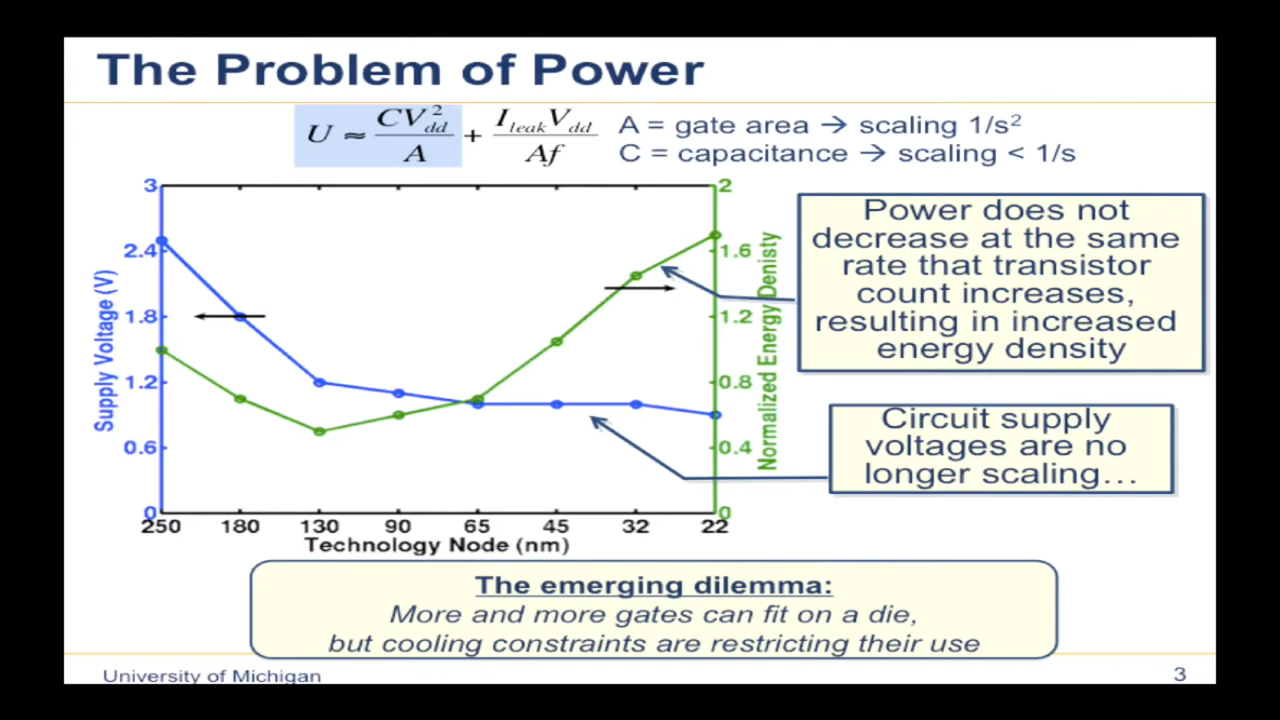 The Problem of Power
U ≈ CV²dd/A + IleakVdd/Af
A = gate area → scaling 1/s²
C = capacitance → scaling < 1/s
3
2.4
1.8
1.2
0.6
0
Supply Voltage (V)
2
1.6
1.2
0.8
0.4
0
Normalized Energy Denisty
250 180 130 90 65 45 32 22
Technology Node (nm)
Power does not
decrease at the same
rate that transistor
count increases,
resulting in increased
energy density
Circuit supply
voltages are no
longer scaling…
The emerging dilemma:
More and more gates can fit on a die,
but cooling constraints are restricting their use
University of Michigan
3